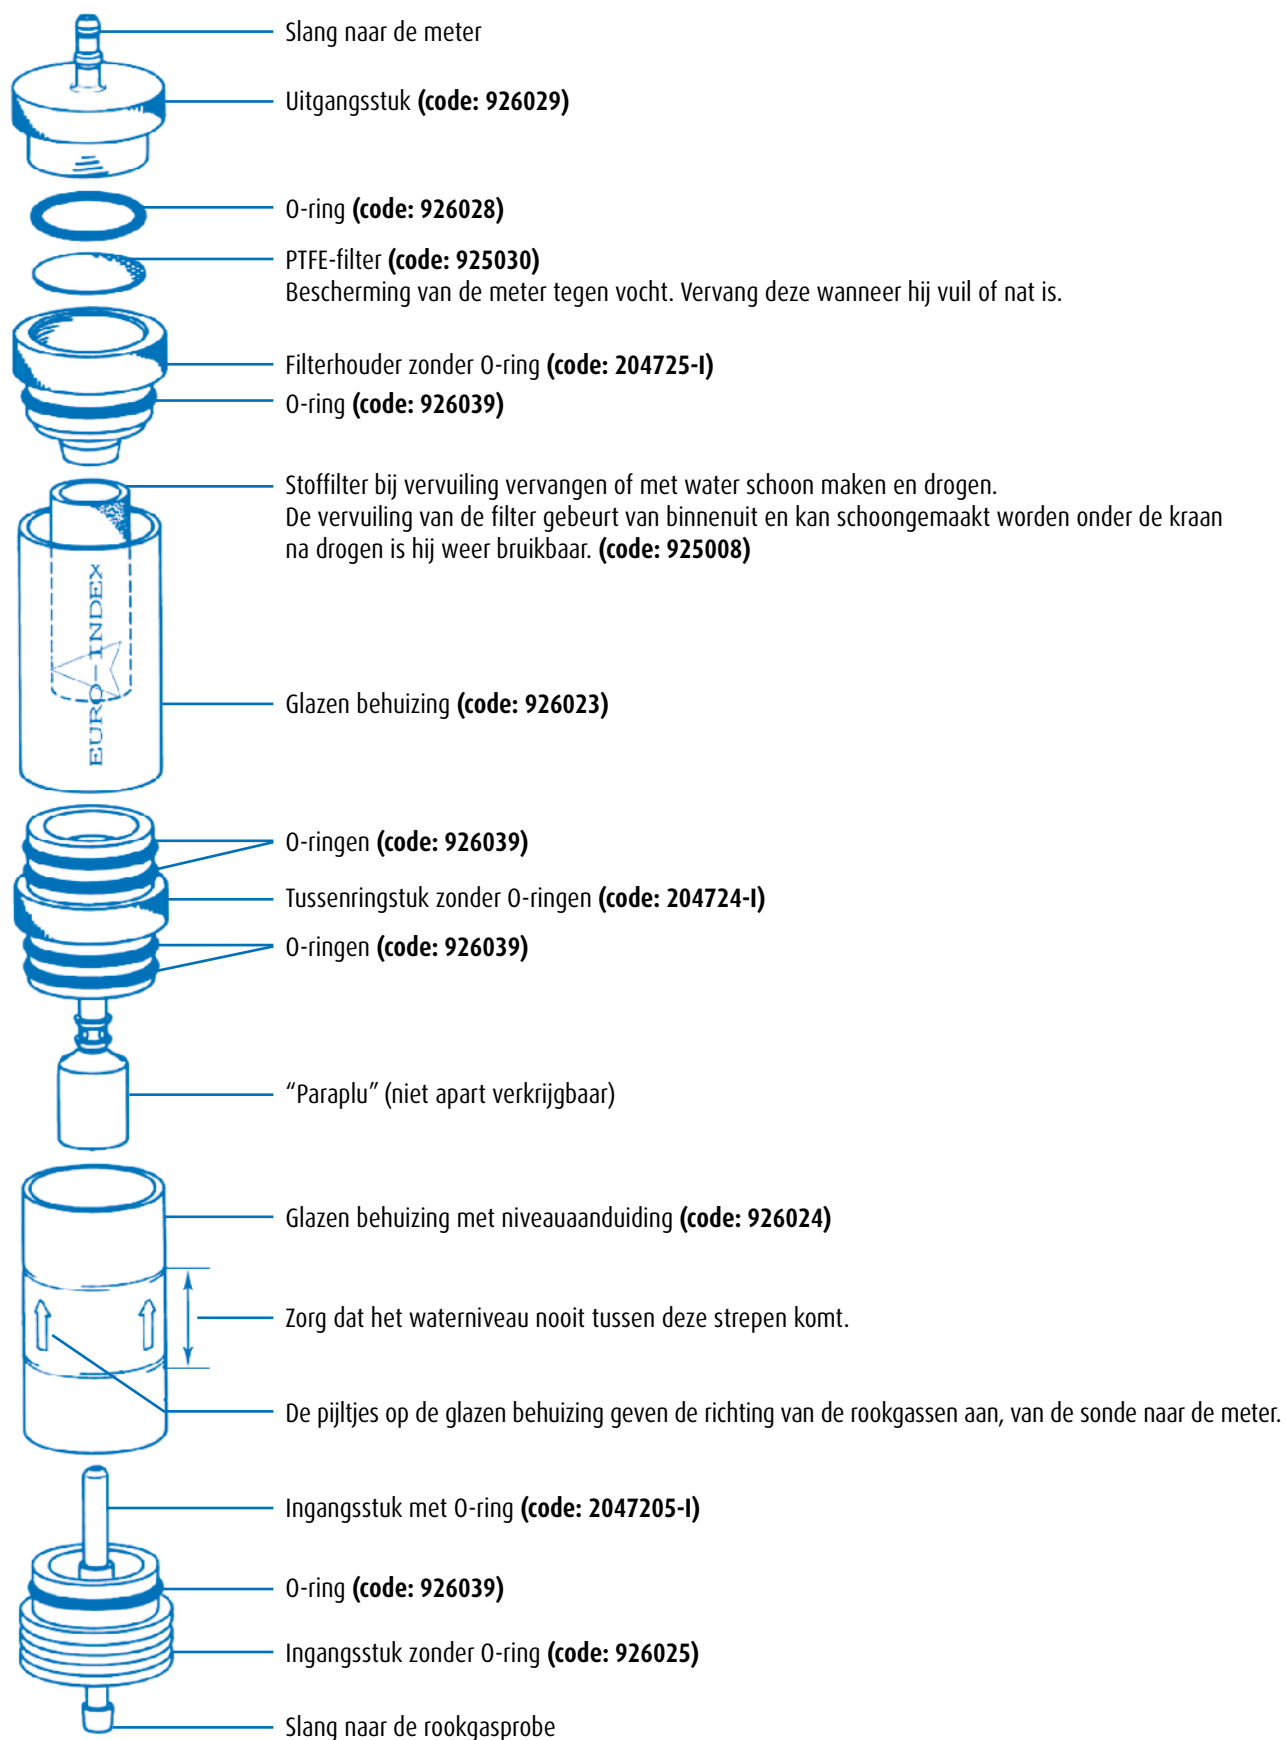 Slang naar de meter
Uitgangsstuk (code: 926029)
O-ring (code: 926028)
PTFE-filter (code: 925030)
Bescherming van de meter tegen vocht. Vervang deze wanneer hij vuil of nat is.
Filterhouder zonder O-ring (code: 204725-I)
O-ring (code: 926039)
Stoffilter bij vervuiling vervangen of met water schoon maken en drogen.
De vervuiling van de filter gebeurt van binnenuit en kan schoongemaakt worden onder de kraan
na drogen is hij weer bruikbaar. (code: 925008)
EURO-INDEX
Glazen behuizing (code: 926023)
O-ringen (code: 926039)
Tussenringstuk zonder O-ringen (code: 204724-I)
O-ringen (code: 926039)
“Paraplu” (niet apart verkrijgbaar)
Glazen behuizing met niveauaanduiding (code: 926024)
Zorg dat het waterniveau nooit tussen deze strepen komt.
De pijltjes op de glazen behuizing geven de richting van de rookgassen aan, van de sonde naar de meter.
Ingangsstuk met O-ring (code: 2047205-I)
O-ring (code: 926039)
Ingangsstuk zonder O-ring (code: 926025)
Slang naar de rookgasprobe